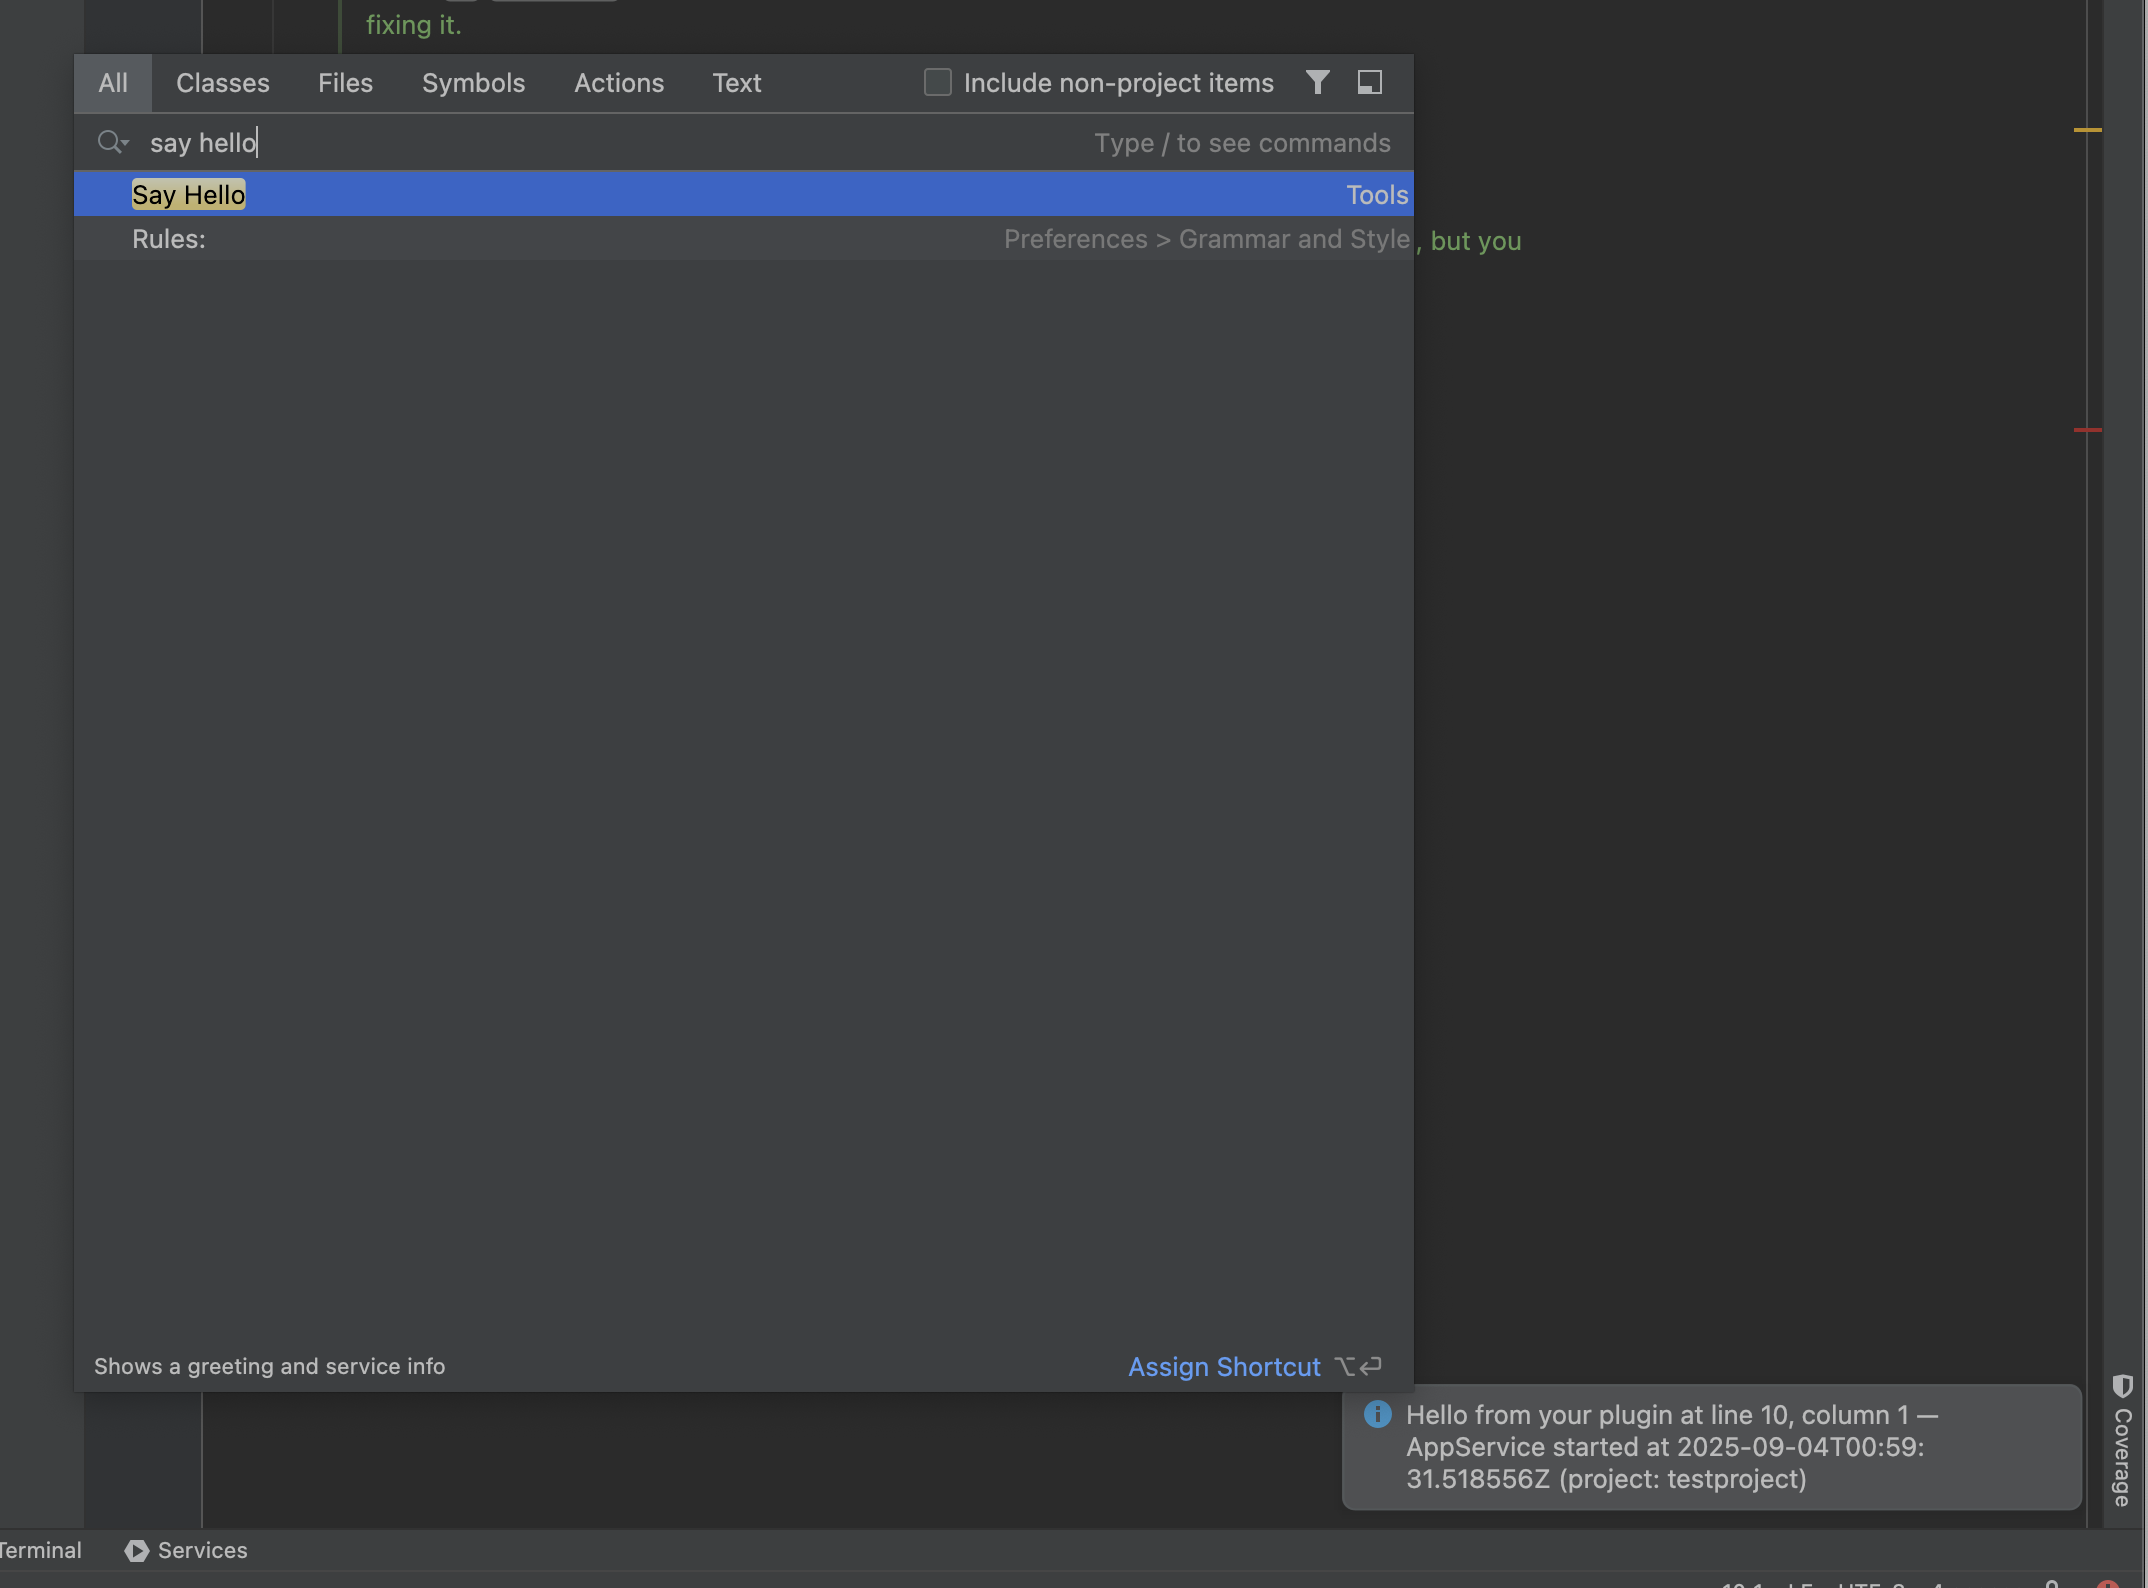 fixing it.
All Classes Files Symbols Actions Text Include non-project items
say hello Type / to see commands
Say Hello Tools
Rules: Preferences > Grammar and Style
, but you
Shows a greeting and service info Assign Shortcut ⌥↩
Hello from your plugin at line 10, column 1 —
AppService started at 2025-09-04T00:59:
31.518556Z (project: testproject)
Coverage
Terminal Services